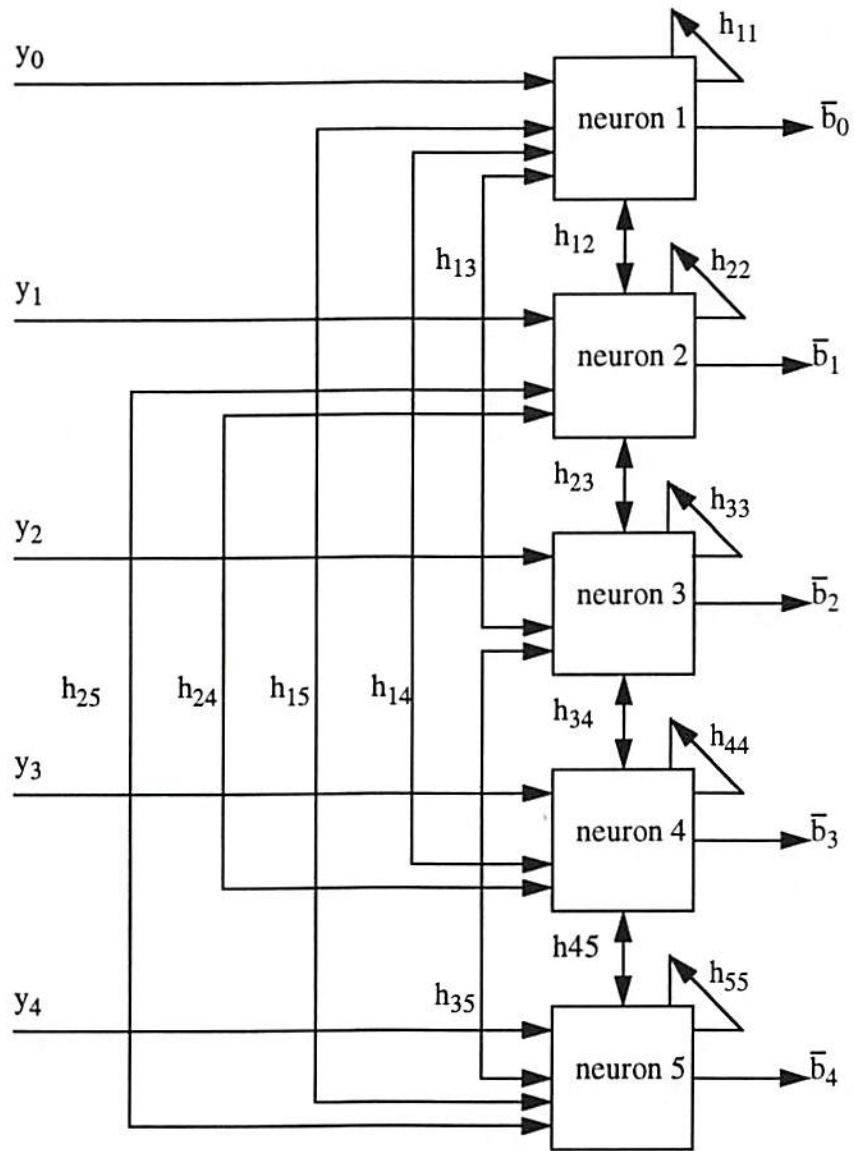 h₁₁
y₀
neuron 1
b̅₀
h₁₂
h₁₃
h₂₂
y₁
neuron 2
b̅₁
h₂₃
h₃₃
y₂
neuron 3
b̅₂
h₂₅
h₂₄
h₁₅
h₁₄
h₃₄
h₄₄
y₃
neuron 4
b̅₃
h45
h₅₅
h₃₅
y₄
neuron 5
b̅₄